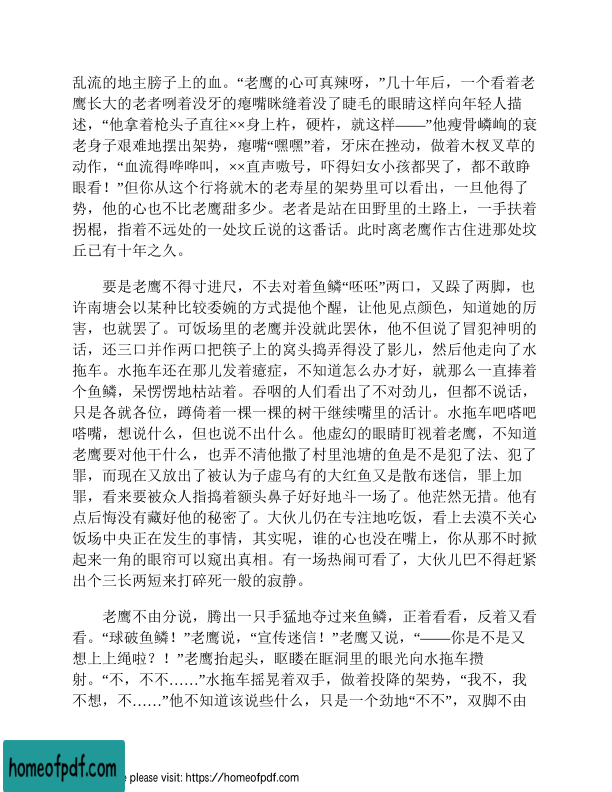 乱流的地主膀子上的血。“老鹰的心可真辣呀，”几十年后，一个看着老
鹰长大的老者咧着没牙的瘪嘴眯缝着没了睫毛的眼睛这样向年轻人描
述，“他拿着枪头子直往××身上杵，硬杵，就这样——”他瘦骨嶙峋的衰
老身子艰难地摆出架势，瘪嘴“嘿嘿”着，牙床在挫动，做着木杈叉草的
动作，“血流得哗哗叫，××直声嗷号，吓得妇女小孩都哭了，都不敢睁
眼看！”但你从这个行将就木的老寿星的架势里可以看出，一旦他得了
势，他的心也不比老鹰甜多少。老者是站在田野里的土路上，一手扶着
拐棍，指着不远处的一处坟丘说的这番话。此时离老鹰作古住进那处坟
丘已有十年之久。
要是老鹰不得寸进尺，不去对着鱼鳞“呸呸”两口，又跺了两脚，也
许南塘会以某种比较委婉的方式提他个醒，让他见点颜色，知道她的厉
害，也就罢了。可饭场里的老鹰并没就此罢休，他不但说了冒犯神明的
话，还三口并作两口把筷子上的窝头捣弄得没了影儿，然后他走向了水
拖车。水拖车还在那儿发着癔症，不知道怎么办才好，就那么一直捧着
个鱼鳞，呆愣愣地枯站着。吞咽的人们看出了不对劲儿，但都不说话，
只是各就各位，蹲倚着一棵一棵的树干继续嘴里的活计。水拖车吧嗒吧
嗒嘴，想说什么，但也说不出什么。他虚幻的眼睛盯视着老鹰，不知道
老鹰要对他干什么，也弄不清他撒了村里池塘的鱼是不是犯了法、犯了
罪，而现在又放出了被认为子虚乌有的大红鱼又是散布迷信，罪上加
罪，看来要被众人指捣着额头鼻子好好地斗一场了。他茫然无措。他有
点后悔没有藏好他的秘密了。大伙儿仍在专注地吃饭，看上去漠不关心
饭场中央正在发生的事情，其实呢，谁的心也没在嘴上，你从那不时掀
起来一角的眼帘可以窥出真相。有一场热闹可看了，大伙儿巴不得赶紧
出个三长两短来打碎死一般的寂静。
老鹰不由分说，腾出一只手猛地夺过来鱼鳞，正着看看，反着又看
看。“球破鱼鳞！”老鹰说，“宣传迷信！”老鹰又说，“——你是不是又
想上上绳啦？！”老鹰抬起头，眍䁖在眶洞里的眼光向水拖车攒
射。“不，不不……”水拖车摇晃着双手，做着投降的架势，“我不，我
不想，不……”他不知道该说些什么，只是一个劲地“不不”，双脚不由
homeofpdf.com
please visit: https://homeofpdf.com